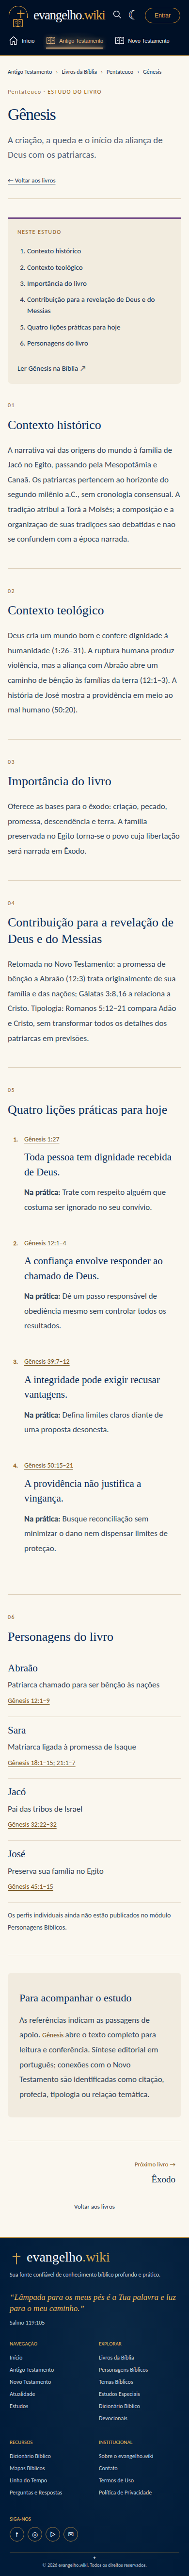 evangelho.wiki
Entrar
Início
Antigo Testamento
Novo Testamento
Antigo Testamento › Livros da Bíblia › Pentateuco › Gênesis
Pentateuco · ESTUDO DO LIVRO
Gênesis
A criação, a queda e o início da aliança de
Deus com os patriarcas.
← Voltar aos livros
NESTE ESTUDO
1. Contexto histórico
2. Contexto teológico
3. Importância do livro
4. Contribuição para a revelação de Deus e do
Messias
5. Quatro lições práticas para hoje
6. Personagens do livro
Ler Gênesis na Bíblia ↗
01
Contexto histórico
A narrativa vai das origens do mundo à família de
Jacó no Egito, passando pela Mesopotâmia e
Canaã. Os patriarcas pertencem ao horizonte do
segundo milênio a.C., sem cronologia consensual. A
tradição atribui a Torá a Moisés; a composição e a
organização de suas tradições são debatidas e não
se confundem com a época narrada.
02
Contexto teológico
Deus cria um mundo bom e confere dignidade à
humanidade (1:26–31). A ruptura humana produz
violência, mas a aliança com Abraão abre um
caminho de bênção às famílias da terra (12:1–3). A
história de José mostra a providência em meio ao
mal humano (50:20).
03
Importância do livro
Oferece as bases para o êxodo: criação, pecado,
promessa, descendência e terra. A família
preservada no Egito torna-se o povo cuja libertação
será narrada em Êxodo.
04
Contribuição para a revelação de
Deus e do Messias
Retomada no Novo Testamento: a promessa de
bênção a Abraão (12:3) trata originalmente de sua
família e das nações; Gálatas 3:8,16 a relaciona a
Cristo. Tipologia: Romanos 5:12–21 compara Adão
e Cristo, sem transformar todos os detalhes dos
patriarcas em previsões.
05
Quatro lições práticas para hoje
1. Gênesis 1:27
Toda pessoa tem dignidade recebida
de Deus.
Na prática: Trate com respeito alguém que
costuma ser ignorado no seu convívio.
2. Gênesis 12:1–4
A confiança envolve responder ao
chamado de Deus.
Na prática: Dê um passo responsável de
obediência mesmo sem controlar todos os
resultados.
3. Gênesis 39:7–12
A integridade pode exigir recusar
vantagens.
Na prática: Defina limites claros diante de
uma proposta desonesta.
4. Gênesis 50:15–21
A providência não justifica a
vingança.
Na prática: Busque reconciliação sem
minimizar o dano nem dispensar limites de
proteção.
06
Personagens do livro
Abraão
Patriarca chamado para ser bênção às nações
Gênesis 12:1–9
Sara
Matriarca ligada à promessa de Isaque
Gênesis 18:1–15; 21:1–7
Jacó
Pai das tribos de Israel
Gênesis 32:22–32
José
Preserva sua família no Egito
Gênesis 45:1–15
Os perfis individuais ainda não estão publicados no módulo
Personagens Bíblicos.
Para acompanhar o estudo
As referências indicam as passagens de
apoio. Gênesis abre o texto completo para
leitura e conferência. Síntese editorial em
português; conexões com o Novo
Testamento são identificadas como citação,
profecia, tipologia ou relação temática.
Próximo livro →
Êxodo
Voltar aos livros
evangelho.wiki
Sua fonte confiável de conhecimento bíblico profundo e prático.
“Lâmpada para os meus pés é a Tua palavra e luz
para o meu caminho.”
Salmo 119:105
NAVEGAÇÃO
Início
Antigo Testamento
Novo Testamento
Atualidade
Estudos
EXPLORAR
Livros da Bíblia
Personagens Bíblicos
Temas Bíblicos
Estudos Especiais
Dicionário Bíblico
Devocionais
RECURSOS
Dicionário Bíblico
Mapas Bíblicos
Linha do Tempo
Perguntas e Respostas
INSTITUCIONAL
Sobre o evangelho.wiki
Contato
Termos de Uso
Política de Privacidade
SIGA-NOS
© 2026 evangelho.wiki. Todos os direitos reservados.